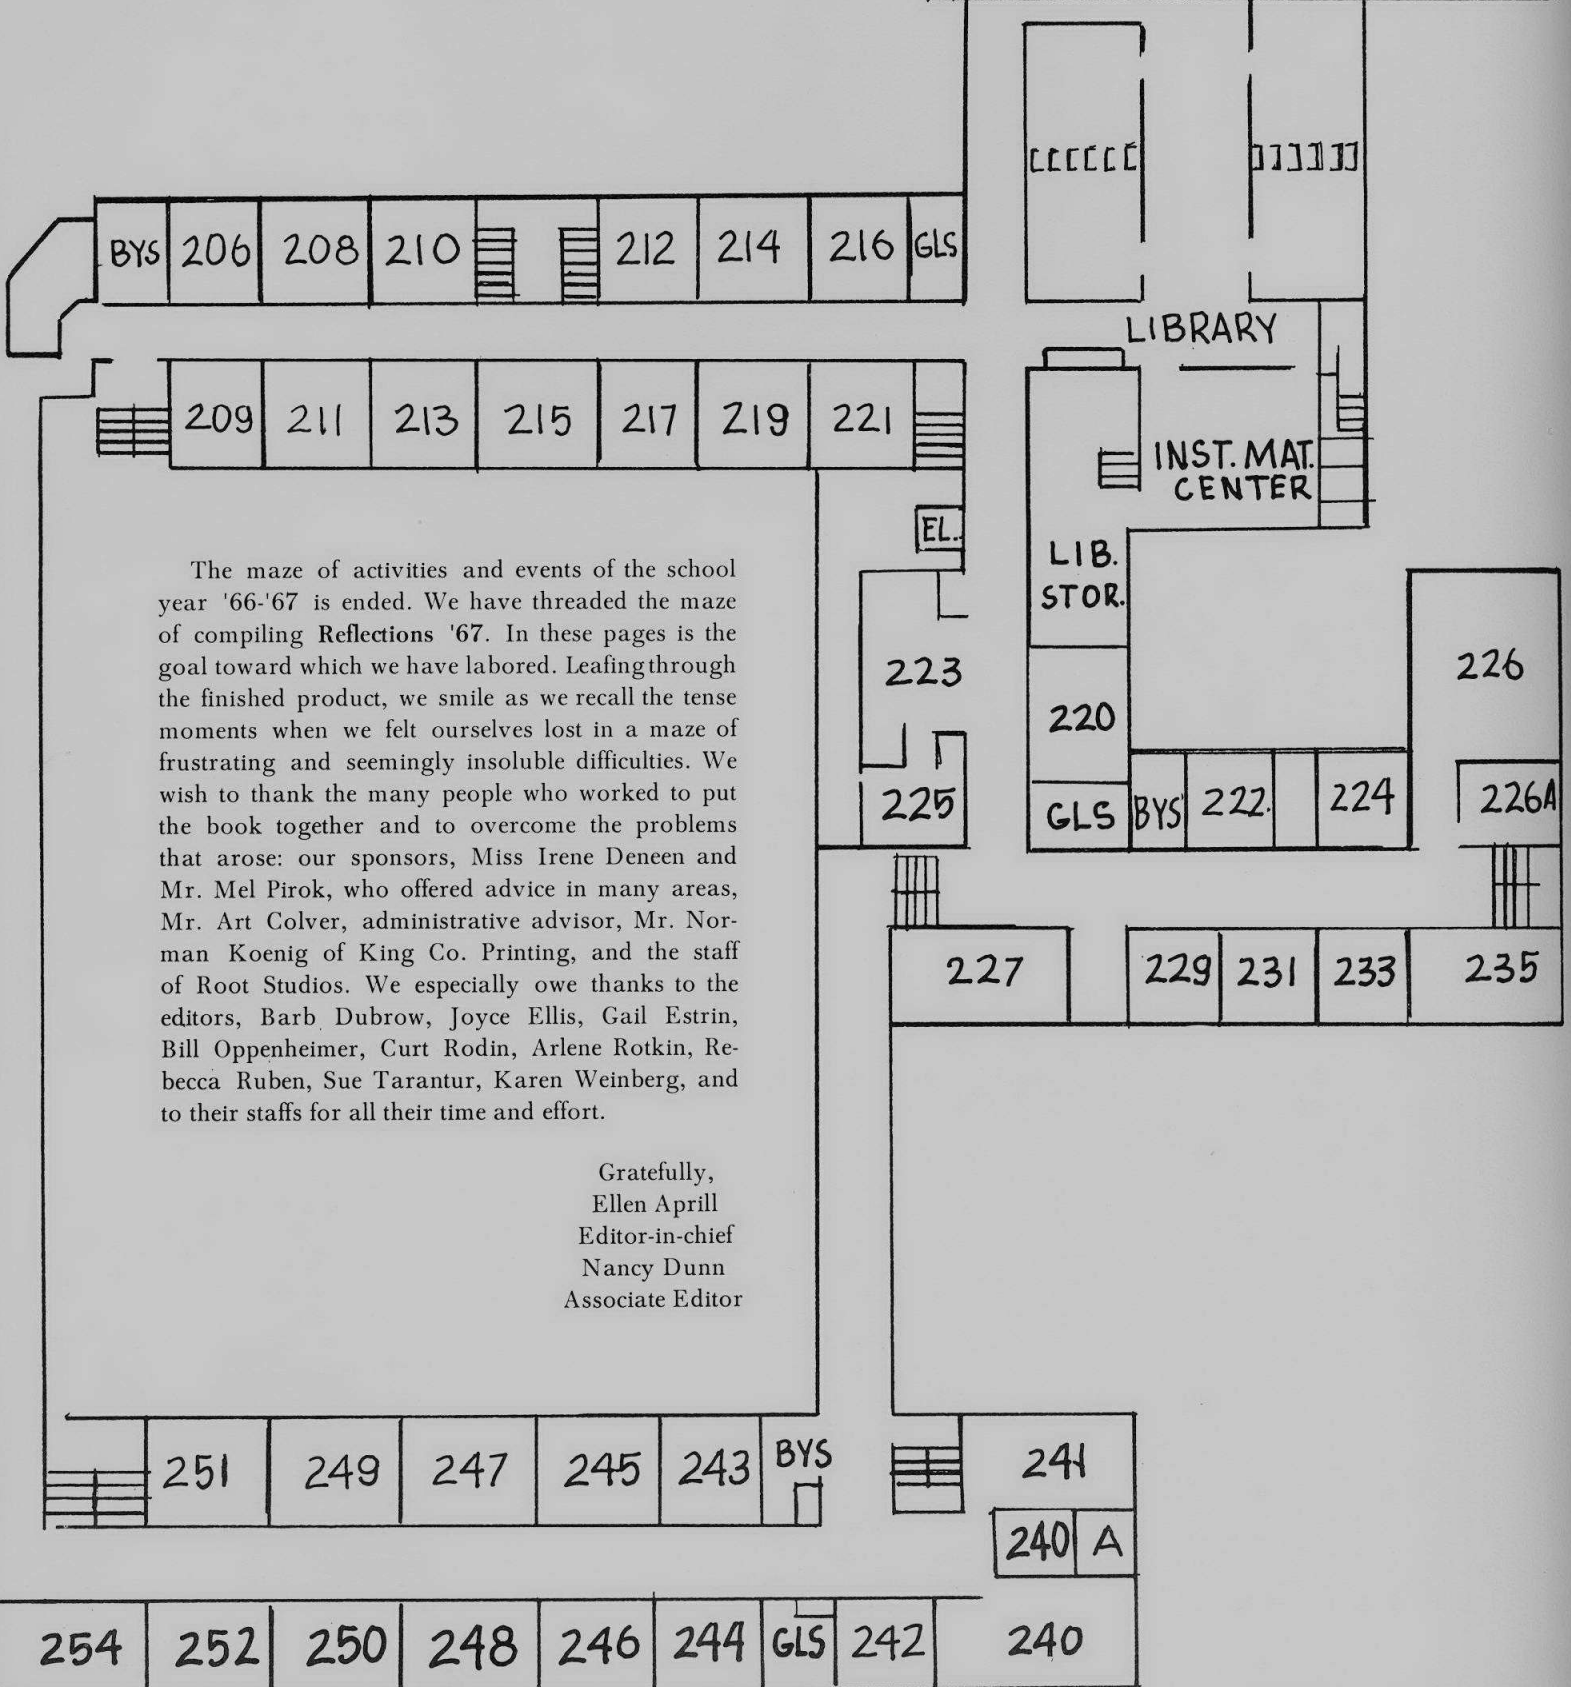 BYS 206 208 210 212 214 216 GLS
LIBRARY
209 211 213 215 217 219 221
INST. MAT.
CENTER
EL.
LIB.
STOR.
223
220
226
225
GLS BYS 222. 224 226A
227 229 231 233 235
The maze of activities and events of the school
year '66-'67 is ended. We have threaded the maze
of compiling Reflections '67. In these pages is the
goal toward which we have labored. Leafing through
the finished product, we smile as we recall the tense
moments when we felt ourselves lost in a maze of
frustrating and seemingly insoluble difficulties. We
wish to thank the many people who worked to put
the book together and to overcome the problems
that arose: our sponsors, Miss Irene Deneen and
Mr. Mel Pirok, who offered advice in many areas,
Mr. Art Colver, administrative advisor, Mr. Nor-
man Koenig of King Co. Printing, and the staff
of Root Studios. We especially owe thanks to the
editors, Barb Dubrow, Joyce Ellis, Gail Estrin,
Bill Oppenheimer, Curt Rodin, Arlene Rotkin, Re-
becca Ruben, Sue Tarantur, Karen Weinberg, and
to their staffs for all their time and effort.
Gratefully,
Ellen Aprill
Editor-in-chief
Nancy Dunn
Associate Editor
251 249 247 245 243 BYS
241
240 A
254 252 250 248 246 244 GLS 242 240